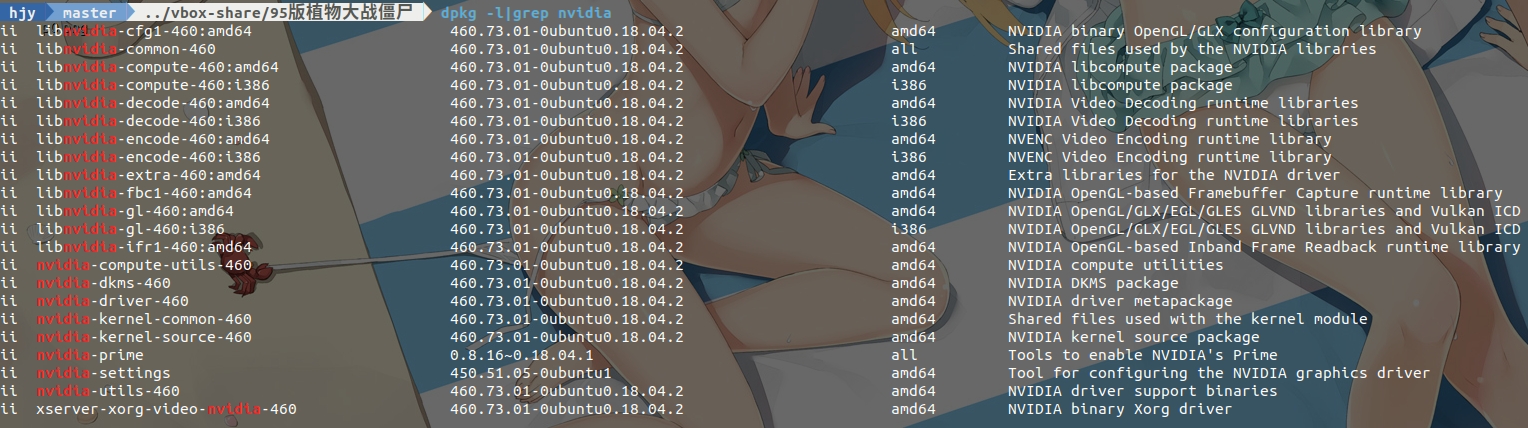 hjy master ../vbox-share/95版植物大战僵尸 dpkg -l|grep nvidia
ii libnvidia-cfg1-460:amd64 460.73.01-0ubuntu0.18.04.2 amd64 NVIDIA binary OpenGL/GLX configuration library
ii libnvidia-common-460 460.73.01-0ubuntu0.18.04.2 all Shared files used by the NVIDIA libraries
ii libnvidia-compute-460:amd64 460.73.01-0ubuntu0.18.04.2 amd64 NVIDIA libcompute package
ii libnvidia-compute-460:i386 460.73.01-0ubuntu0.18.04.2 i386 NVIDIA libcompute package
ii libnvidia-decode-460:amd64 460.73.01-0ubuntu0.18.04.2 amd64 NVIDIA Video Decoding runtime libraries
ii libnvidia-decode-460:i386 460.73.01-0ubuntu0.18.04.2 i386 NVIDIA Video Decoding runtime libraries
ii libnvidia-encode-460:amd64 460.73.01-0ubuntu0.18.04.2 amd64 NVENC Video Encoding runtime library
ii libnvidia-encode-460:i386 460.73.01-0ubuntu0.18.04.2 i386 NVENC Video Encoding runtime library
ii libnvidia-extra-460:amd64 460.73.01-0ubuntu0.18.04.2 amd64 Extra libraries for the NVIDIA driver
ii libnvidia-fbc1-460:amd64 460.73.01-0ubuntu0.18.04.2 amd64 NVIDIA OpenGL-based Framebuffer Capture runtime library
ii libnvidia-gl-460:amd64 460.73.01-0ubuntu0.18.04.2 amd64 NVIDIA OpenGL/GLX/EGL/GLES GLVND libraries and Vulkan ICD
ii libnvidia-gl-460:i386 460.73.01-0ubuntu0.18.04.2 i386 NVIDIA OpenGL/GLX/EGL/GLES GLVND libraries and Vulkan ICD
ii libnvidia-ifr1-460:amd64 460.73.01-0ubuntu0.18.04.2 amd64 NVIDIA OpenGL-based Inband Frame Readback runtime library
ii nvidia-compute-utils-460 460.73.01-0ubuntu0.18.04.2 amd64 NVIDIA compute utilities
ii nvidia-dkms-460 460.73.01-0ubuntu0.18.04.2 amd64 NVIDIA DKMS package
ii nvidia-driver-460 460.73.01-0ubuntu0.18.04.2 amd64 NVIDIA driver metapackage
ii nvidia-kernel-common-460 460.73.01-0ubuntu0.18.04.2 amd64 Shared files used with the kernel module
ii nvidia-kernel-source-460 460.73.01-0ubuntu0.18.04.2 amd64 NVIDIA kernel source package
ii nvidia-prime 0.8.16~0.18.04.1 all Tools to enable NVIDIA's Prime
ii nvidia-settings 450.51.05-0ubuntu1 amd64 Tool for configuring the NVIDIA graphics driver
ii nvidia-utils-460 460.73.01-0ubuntu0.18.04.2 amd64 NVIDIA driver support binaries
ii xserver-xorg-video-nvidia-460 460.73.01-0ubuntu0.18.04.2 amd64 NVIDIA binary Xorg driver